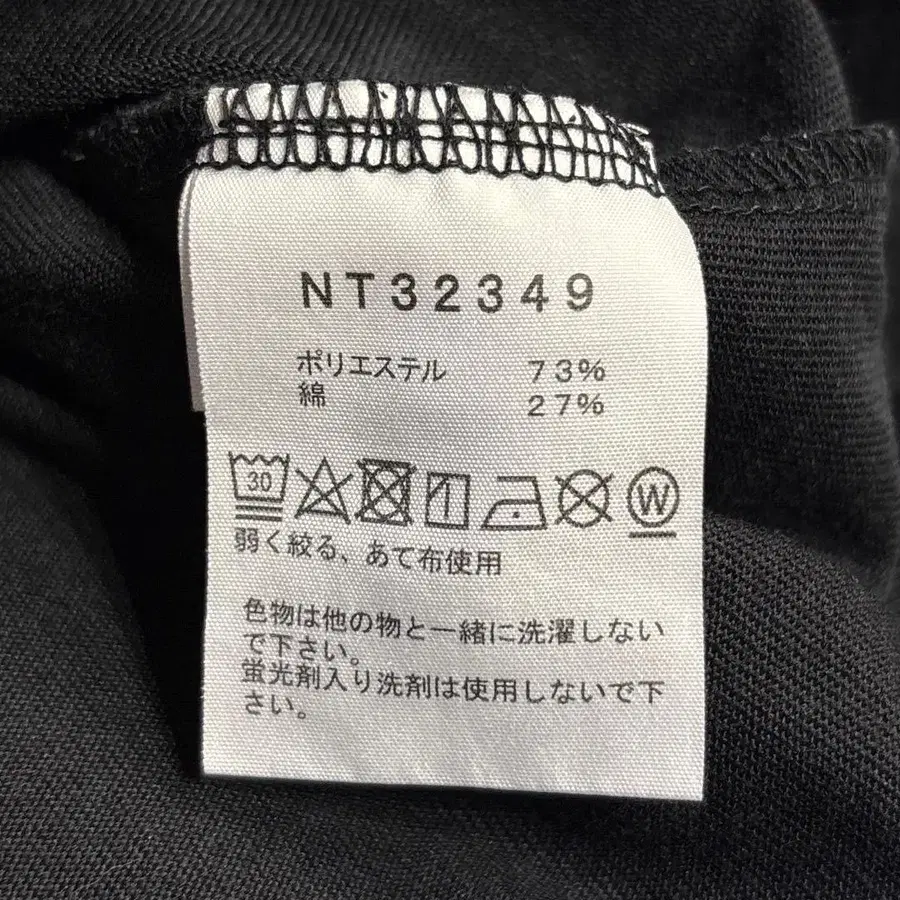 NT32349
ポリエステル 73%
綿 27%
30 W
弱く絞る、あて布使用
色物は他の物と一緒に洗濯しない
で下さい。
蛍光剤入り洗剤は使用しないで下
さい。